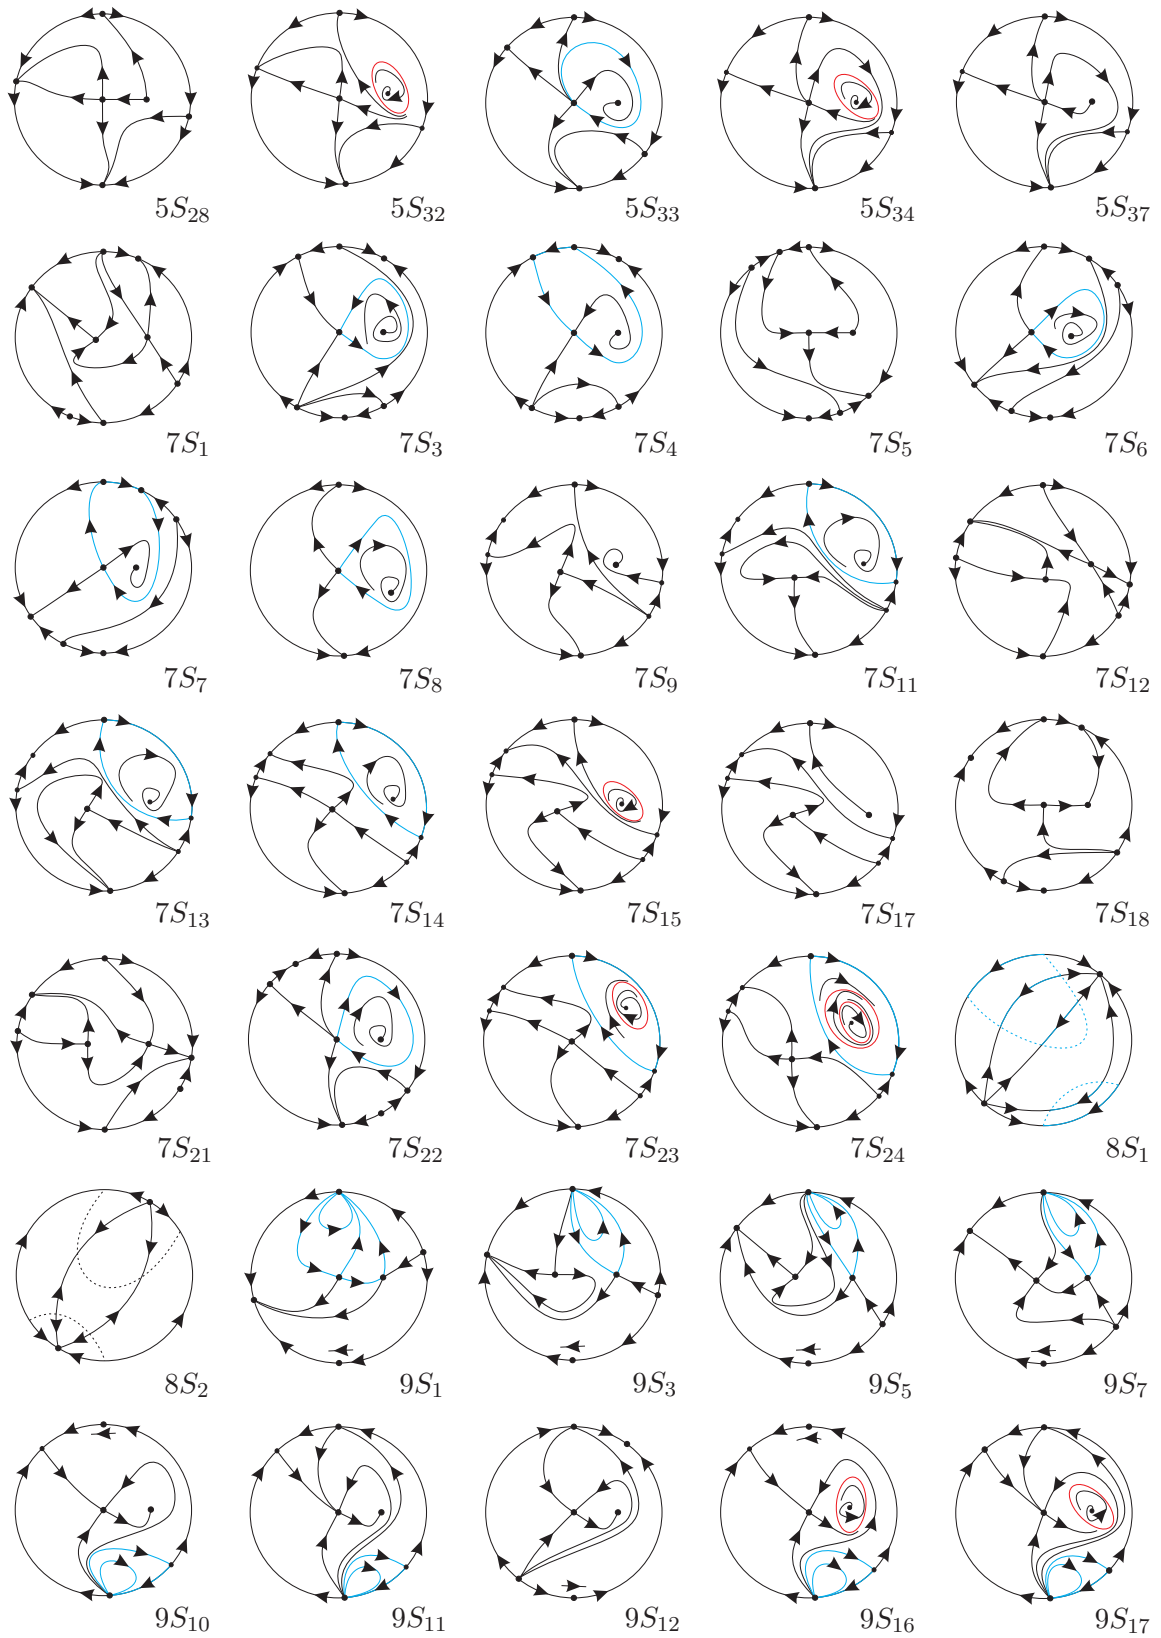 5S₂₈ 5S₃₂ 5S₃₃ 5S₃₄ 5S₃₇
7S₁ 7S₃ 7S₄ 7S₅ 7S₆
7S₇ 7S₈ 7S₉ 7S₁₁ 7S₁₂
7S₁₃ 7S₁₄ 7S₁₅ 7S₁₇ 7S₁₈
7S₂₁ 7S₂₂ 7S₂₃ 7S₂₄ 8S₁
8S₂ 9S₁ 9S₃ 9S₅ 9S₇
9S₁₀ 9S₁₁ 9S₁₂ 9S₁₆ 9S₁₇